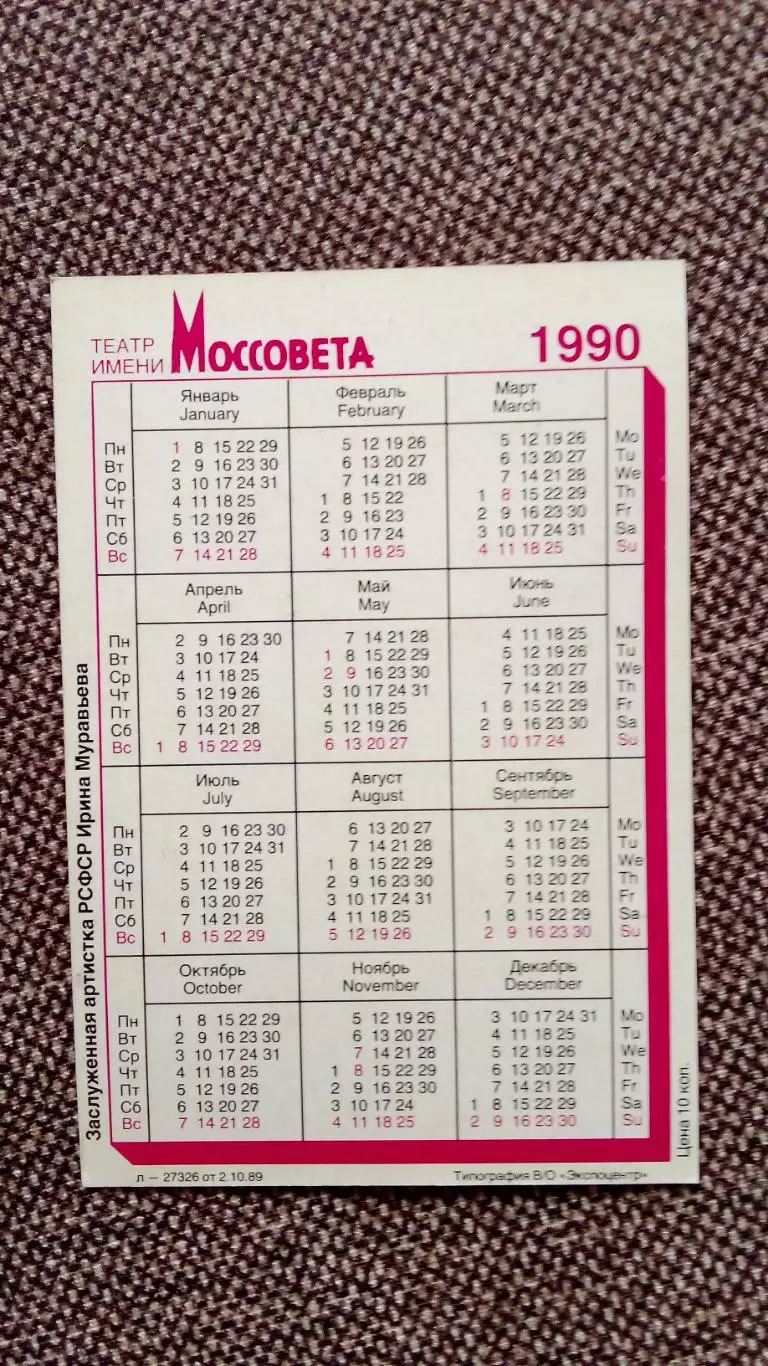 ТЕАТР ИМЕНИ МОССОВЕТА 1990
Январь Февраль Март
January February March
Пн 1 8 15 22 29 5 12 19 26 5 12 19 26 Mo
Вт 2 9 16 23 30 6 13 20 27 6 13 20 27 Tu
Ср 3 10 17 24 31 7 14 21 28 7 14 21 28 We
Чт 4 11 18 25 1 8 15 22 1 8 15 22 29 Th
Пт 5 12 19 26 2 9 16 23 2 9 16 23 30 Fr
Сб 6 13 20 27 3 10 17 24 3 10 17 24 31 Sa
Вс 7 14 21 28 4 11 18 25 4 11 18 25 Su
Апрель Май Июнь
April May June
Пн 2 9 16 23 30 7 14 21 28 4 11 18 25 Mo
Вт 3 10 17 24 1 8 15 22 29 5 12 19 26 Tu
Ср 4 11 18 25 2 9 16 23 30 6 13 20 27 We
Чт 5 12 19 26 3 10 17 24 31 7 14 21 28 Th
Пт 6 13 20 27 4 11 18 25 1 8 15 22 29 Fr
Сб 7 14 21 28 5 12 19 26 2 9 16 23 30 Sa
Вс 1 8 15 22 29 6 13 20 27 3 10 17 24 Su
Июль Август Сентябрь
July August September
Пн 2 9 16 23 30 6 13 20 27 3 10 17 24 Mo
Вт 3 10 17 24 31 7 14 21 28 4 11 18 25 Tu
Ср 4 11 18 25 1 8 15 22 29 5 12 19 26 We
Чт 5 12 19 26 2 9 16 23 30 6 13 20 27 Th
Пт 6 13 20 27 3 10 17 24 31 7 14 21 28 Fr
Сб 7 14 21 28 4 11 18 25 1 8 15 22 29 Sa
Вс 1 8 15 22 29 5 12 19 26 2 9 16 23 30 Su
Октябрь Ноябрь Декабрь
October November December
Пн 1 8 15 22 29 5 12 19 26 3 10 17 24 31 Mo
Вт 2 9 16 23 30 6 13 20 27 4 11 18 25 Tu
Ср 3 10 17 24 31 7 14 21 28 5 12 19 26 We
Чт 4 11 18 25 1 8 15 22 29 6 13 20 27 Th
Пт 5 12 19 26 2 9 16 23 30 7 14 21 28 Fr
Сб 6 13 20 27 3 10 17 24 1 8 15 22 29 Sa
Вс 7 14 21 28 4 11 18 25 2 9 16 23 30 Su
Заслуженная артистка РСФСР Ирина Муравьева
Цена 10 коп.
Л – 27326 от 2.10.89 Типография В/О «Экспоцентр»